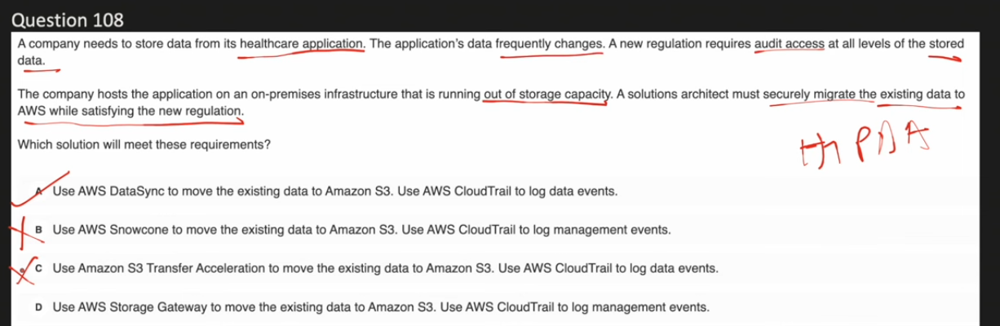 Question 108
A company needs to store data from its healthcare application. The application's data frequently changes. A new regulation requires audit access at all levels of the stored
data.
The company hosts the application on an on-premises infrastructure that is running out of storage capacity. A solutions architect must securely migrate the existing data to
AWS while satisfying the new regulation.
Which solution will meet these requirements?
A Use AWS DataSync to move the existing data to Amazon S3. Use AWS CloudTrail to log data events.
B Use AWS Snowcone to move the existing data to Amazon S3. Use AWS CloudTrail to log management events.
C Use Amazon S3 Transfer Acceleration to move the existing data to Amazon S3. Use AWS CloudTrail to log data events.
D Use AWS Storage Gateway to move the existing data to Amazon S3. Use AWS CloudTrail to log management events.